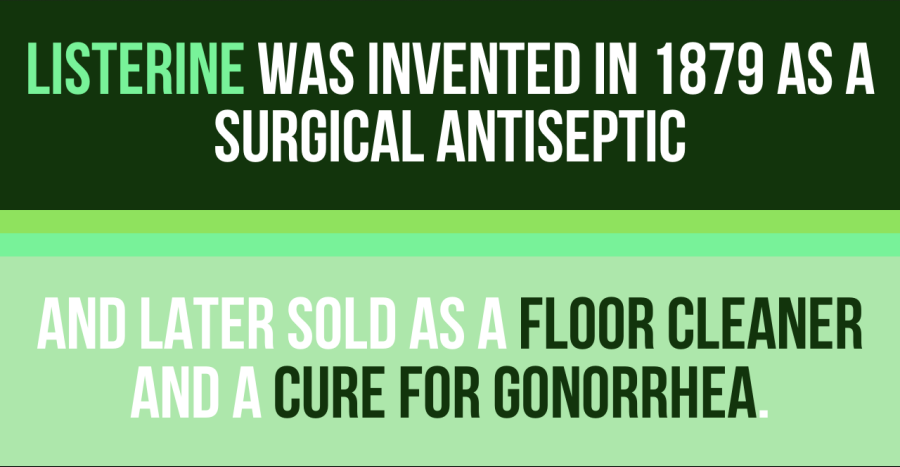 LISTERINE WAS INVENTED IN 1879 AS A
SURGICAL ANTISEPTIC
AND LATER SOLD AS A FLOOR CLEANER
AND A CURE FOR GONORRHEA.